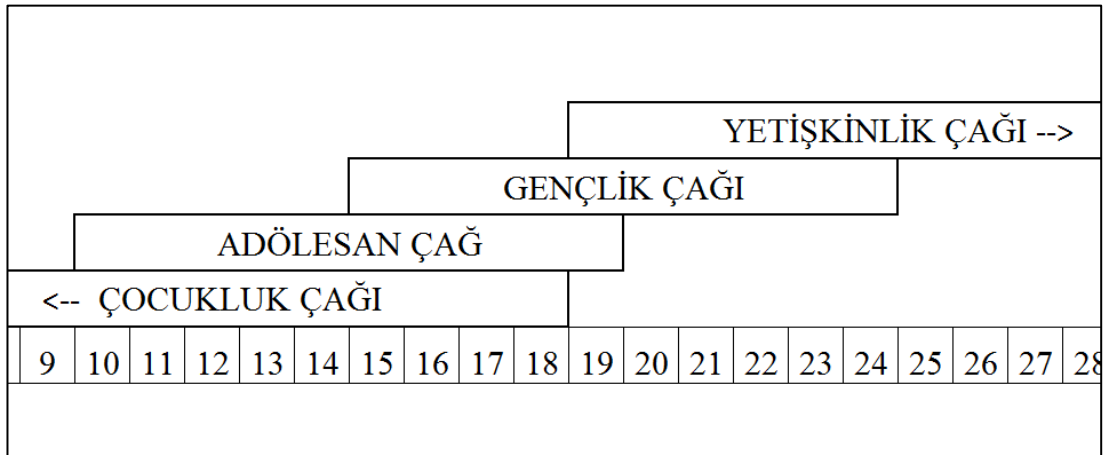 YETİŞKİNLİK ÇAĞI -->
GENÇLİK ÇAĞI
ADÖLESAN ÇAĞ
<-- ÇOCUKLUK ÇAĞI
9 10 11 12 13 14 15 16 17 18 19 20 21 22 23 24 25 26 27 28